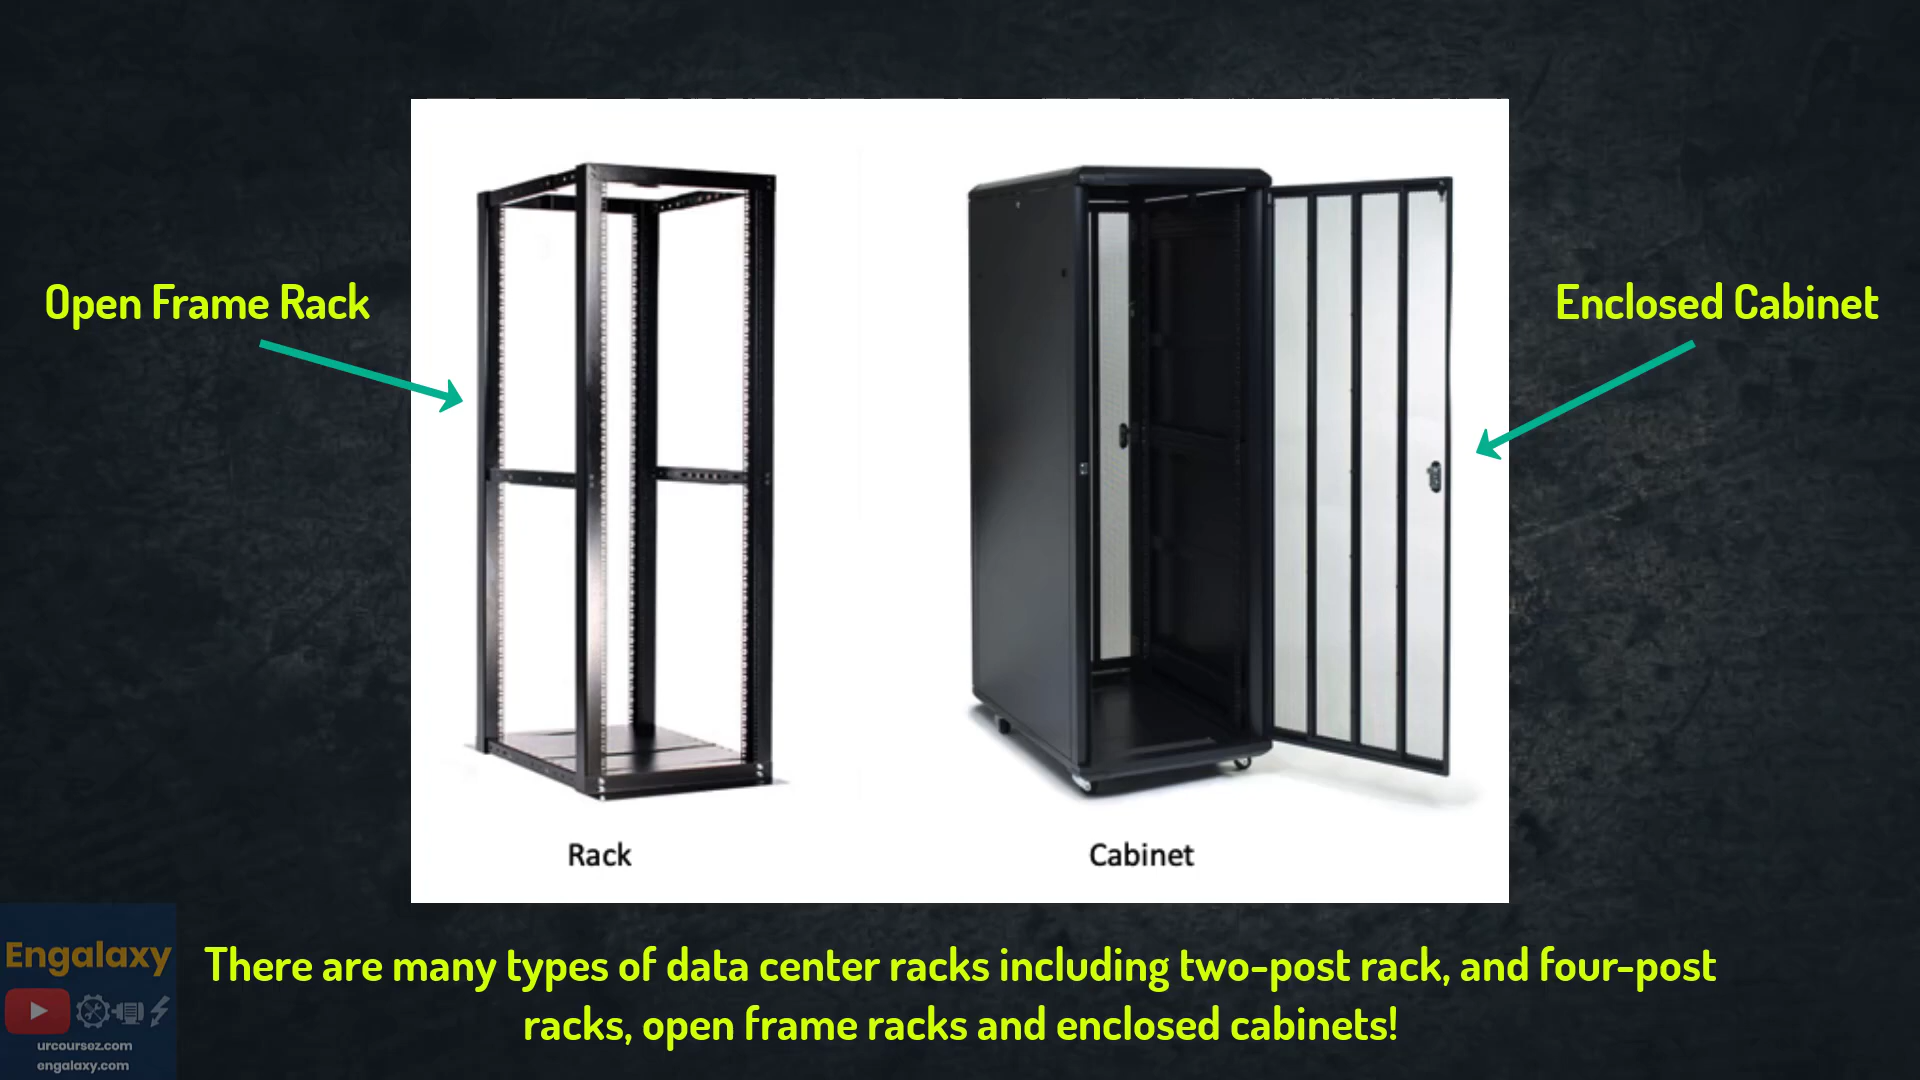 Open Frame Rack
Enclosed Cabinet
Rack
Cabinet
There are many types of data center racks including two-post rack, and four-post
racks, open frame racks and enclosed cabinets!
Engalaxy
urcoursez.com
engalaxy.com